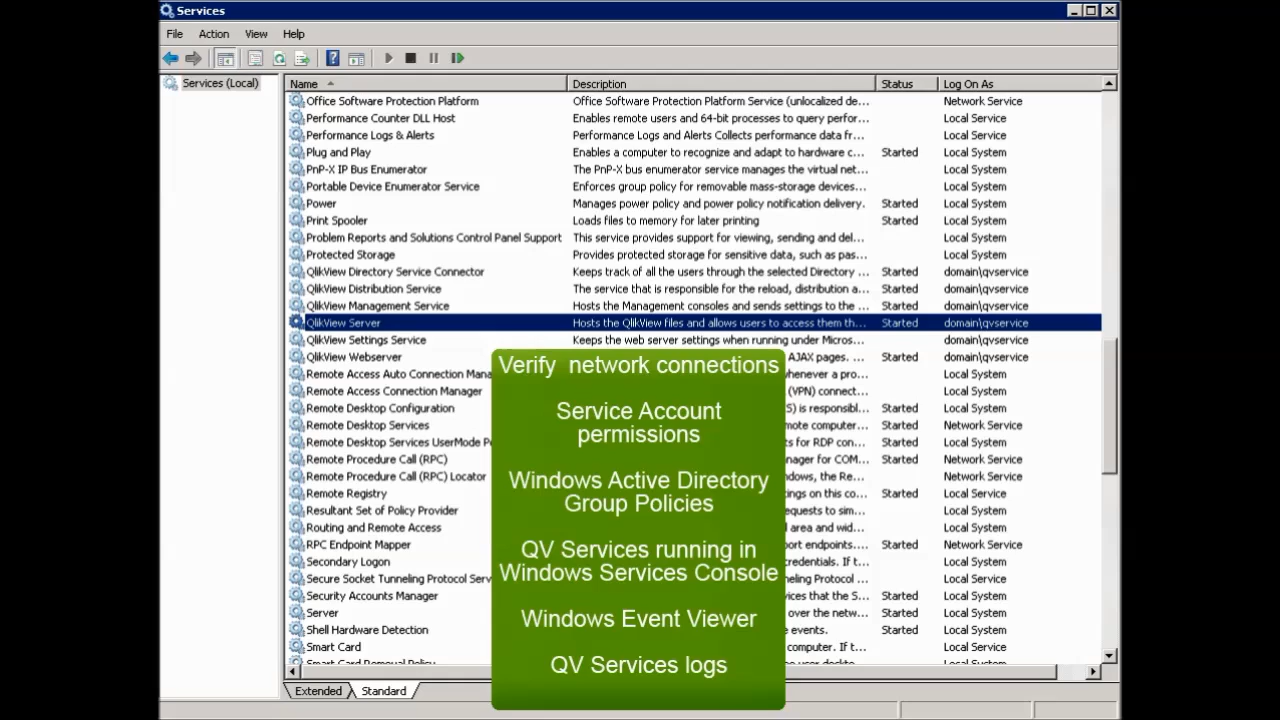 Services
File Action View Help
Services (Local)
Name Description Status Log On As
Office Software Protection Platform Office Software Protection Platform Service (unlocalized de... Network Service
Performance Counter DLL Host Enables remote users and 64-bit processes to query perfor... Local Service
Performance Logs & Alerts Performance Logs and Alerts Collects performance data fr... Local Service
Plug and Play Enables a computer to recognize and adapt to hardware c... Started Local System
PnP-X IP Bus Enumerator The PnP-X bus enumerator service manages the virtual net... Local System
Portable Device Enumerator Service Enforces group policy for removable mass-storage devices... Local System
Power Manages power policy and power policy notification delivery. Started Local System
Print Spooler Loads files to memory for later printing Started Local System
Problem Reports and Solutions Control Panel Support This service provides support for viewing, sending and del... Local System
Protected Storage Provides protected storage for sensitive data, such as pas... Local System
QlikView Directory Service Connector Keeps track of all the users through the selected Directory ... Started domain\qvservice
QlikView Distribution Service The service that is responsible for the reload, distribution a... Started domain\qvservice
QlikView Management Service Hosts the Management consoles and sends settings to the ... Started domain\qvservice
QlikView Server Hosts the QlikView files and allows users to access them th... Started domain\qvservice
QlikView Settings Service Keeps the web server settings when running under Micros... domain\qvservice
QlikView Webserver AJAX pages. ... Started domain\qvservice
Remote Access Auto Connection Mana whenever a pro... Local System
Remote Access Connection Manager (VPN) connect... Local System
Remote Desktop Configuration S) is responsibl... Started Local System
Remote Desktop Services mote computer... Started Network Service
Remote Desktop Services UserMode Po ts for RDP con... Started Local System
Remote Procedure Call (RPC) nager for COM... Started Network Service
Remote Procedure Call (RPC) Locator ndows, the Re... Network Service
Remote Registry tings on this co... Started Local Service
Resultant Set of Policy Provider equests to sim... Local System
Routing and Remote Access area and wid... Local System
RPC Endpoint Mapper port endpoints.... Started Network Service
Secondary Logon credentials. If t... Local System
Secure Socket Tunneling Protocol Serv neling Protocol ... Local Service
Security Accounts Manager vices that the S... Started Local System
Server over the netw... Started Local System
Shell Hardware Detection e events. Started Local System
Smart Card computer. If t... Local Service
Smart Card Removal Policy Local System
Extended Standard
Verify network connections
Service Account
permissions
Windows Active Directory
Group Policies
QV Services running in
Windows Services Console
Windows Event Viewer
QV Services logs